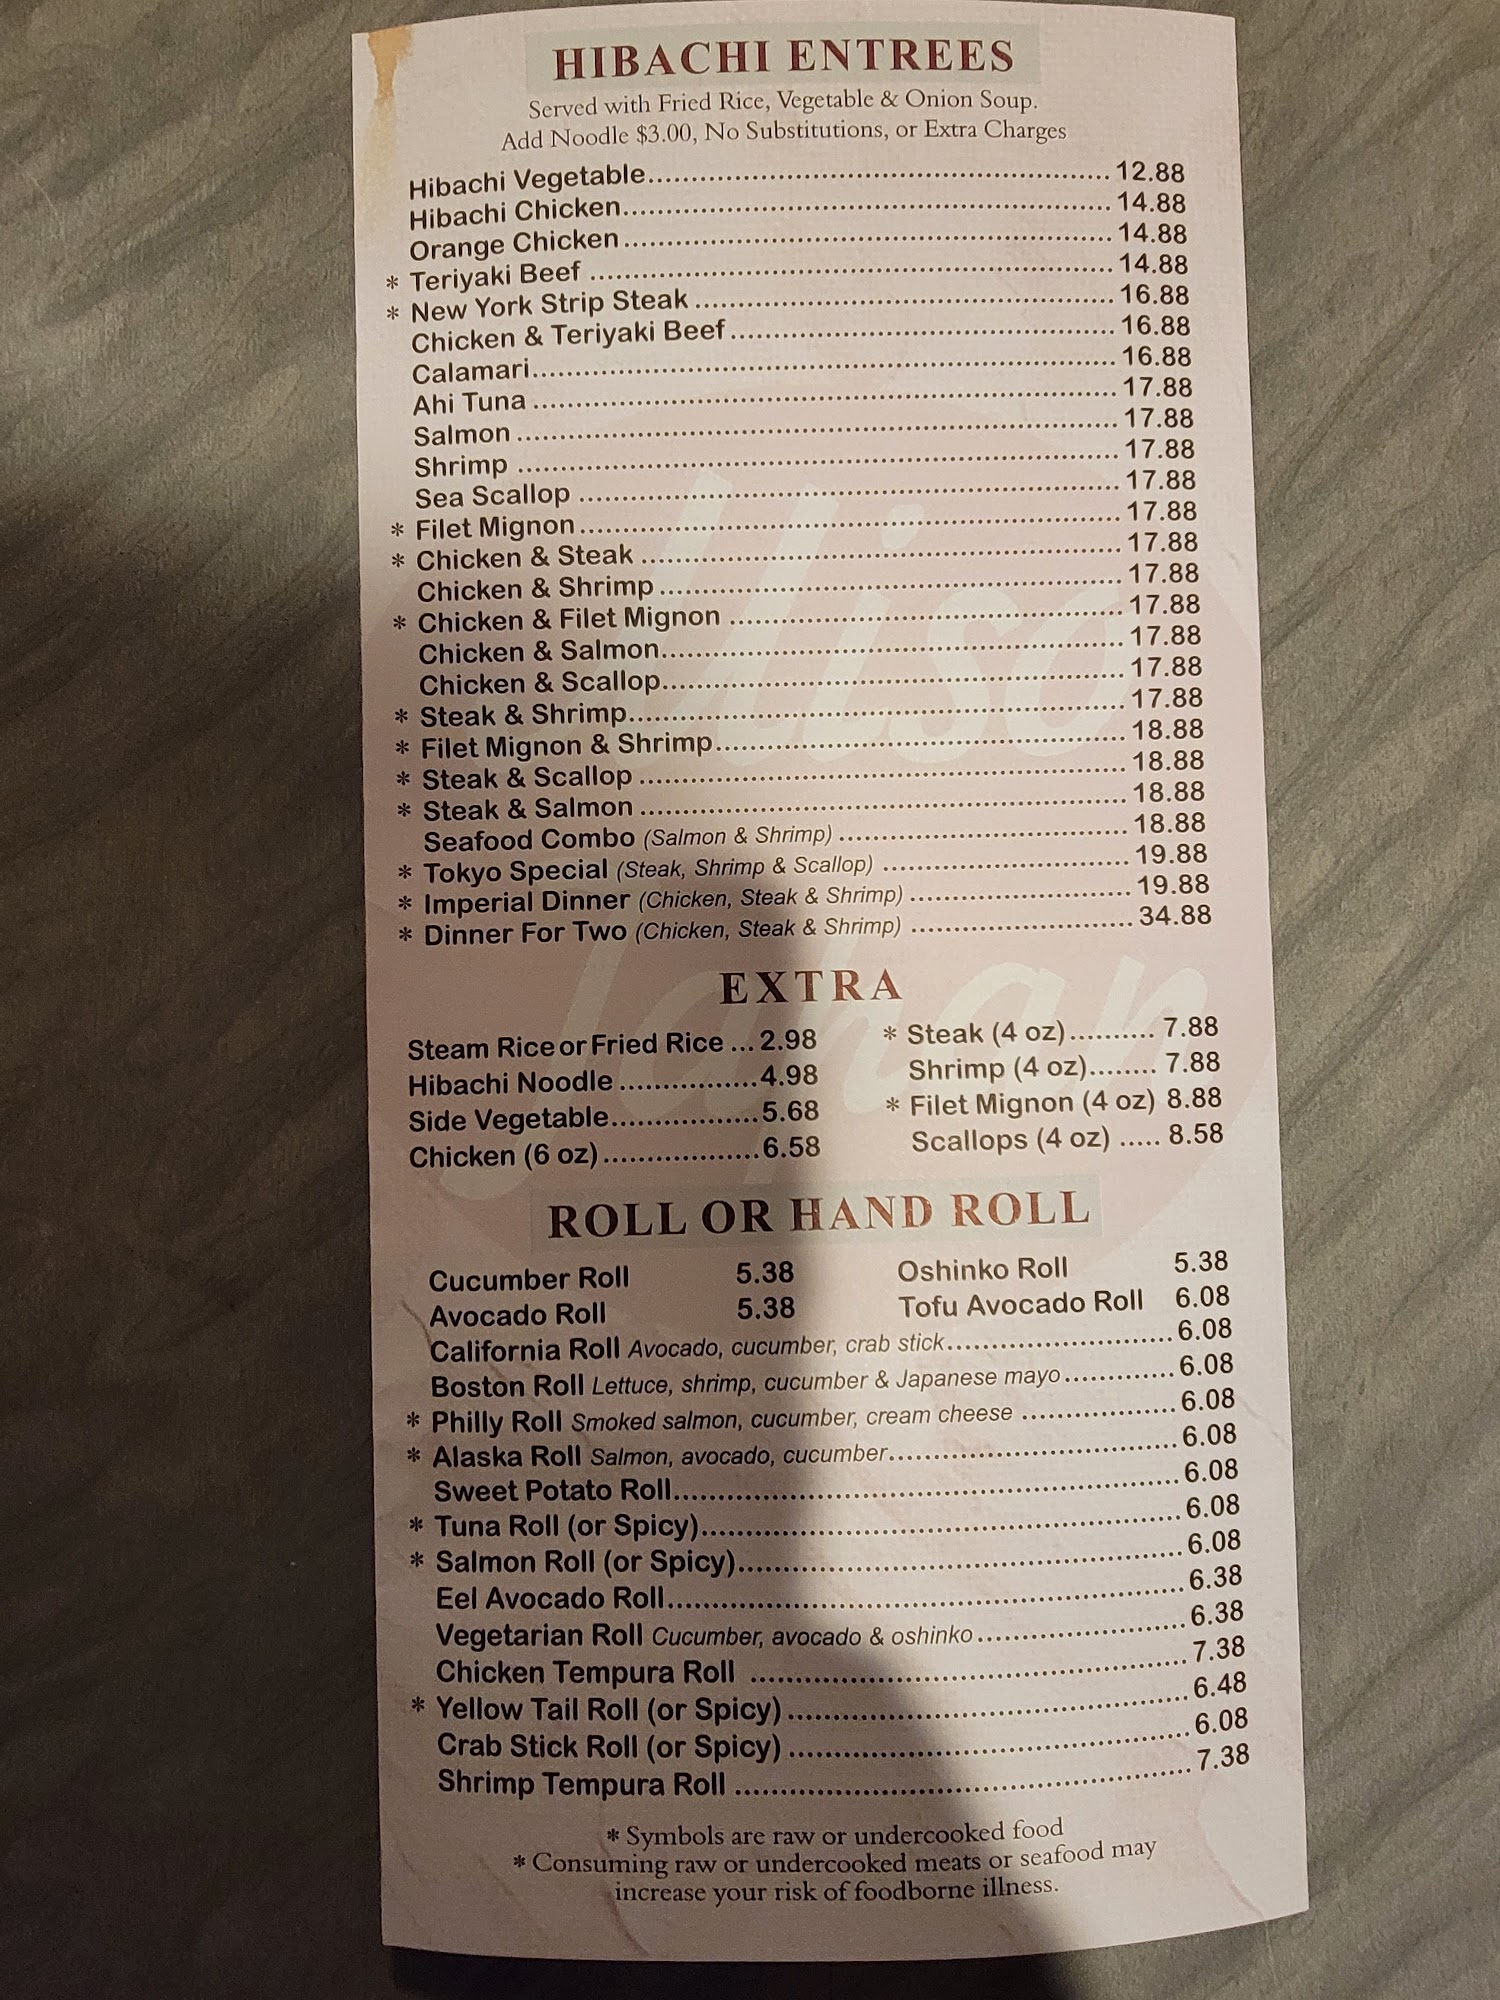 HIBACHI ENTREES
Served with Fried Rice, Vegetable & Onion Soup.
Add Noodle $3.00, No Substitutions, or Extra Charges
Hibachi Vegetable 12.88
Hibachi Chicken 14.88
Orange Chicken 14.88
* Teriyaki Beef 14.88
* New York Strip Steak 16.88
Chicken & Teriyaki Beef 16.88
Calamari 16.88
Ahi Tuna 17.88
Salmon 17.88
Shrimp 17.88
Sea Scallop 17.88
* Filet Mignon 17.88
* Chicken & Steak 17.88
Chicken & Shrimp 17.88
* Chicken & Filet Mignon 17.88
Chicken & Salmon 17.88
Chicken & Scallop 17.88
* Steak & Shrimp 17.88
* Filet Mignon & Shrimp 18.88
* Steak & Scallop 18.88
* Steak & Salmon 18.88
Seafood Combo (Salmon & Shrimp) 18.88
* Tokyo Special (Steak, Shrimp & Scallop) 19.88
* Imperial Dinner (Chicken, Steak & Shrimp) 19.88
* Dinner For Two (Chicken, Steak & Shrimp) 34.88
EXTRA
Steam Rice or Fried Rice ... 2.98
Hibachi Noodle 4.98
Side Vegetable 5.68
Chicken (6 oz) 6.58
* Steak (4 oz) 7.88
Shrimp (4 oz) 7.88
* Filet Mignon (4 oz) 8.88
Scallops (4 oz) 8.58
ROLL OR HAND ROLL
Cucumber Roll 5.38
Avocado Roll 5.38
Oshinko Roll 5.38
Tofu Avocado Roll 6.08
California Roll Avocado, cucumber, crab stick 6.08
Boston Roll Lettuce, shrimp, cucumber & Japanese mayo 6.08
* Philly Roll Smoked salmon, cucumber, cream cheese 6.08
* Alaska Roll Salmon, avocado, cucumber 6.08
Sweet Potato Roll 6.08
* Tuna Roll (or Spicy) 6.08
* Salmon Roll (or Spicy) 6.08
Eel Avocado Roll 6.38
Vegetarian Roll Cucumber, avocado & oshinko 6.38
Chicken Tempura Roll 7.38
* Yellow Tail Roll (or Spicy) 6.48
Crab Stick Roll (or Spicy) 6.08
Shrimp Tempura Roll 7.38
* Symbols are raw or undercooked food
* Consuming raw or undercooked meats or seafood may
increase your risk of foodborne illness.